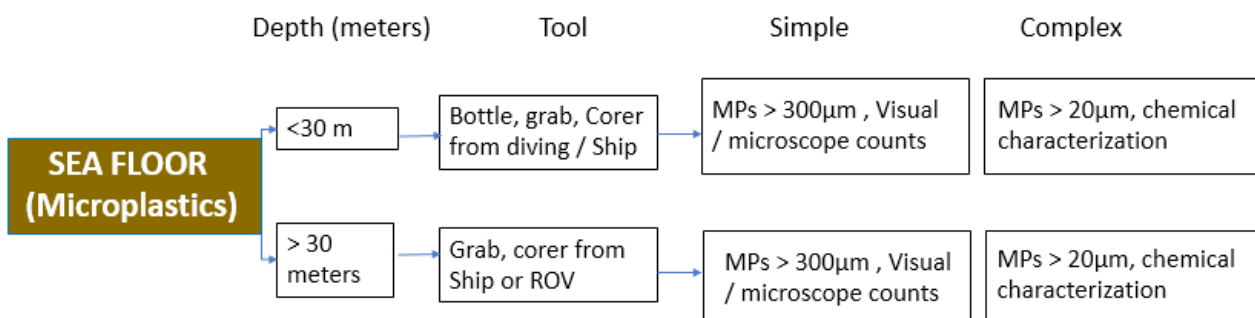 Depth (meters) Tool Simple Complex
<30 m
Bottle, grab, Corer
from diving / Ship
MPs > 300µm , Visual
/ microscope counts
MPs > 20µm, chemical
characterization
SEA FLOOR
(Microplastics)
> 30
meters
Grab, corer from
Ship or ROV
MPs > 300µm , Visual
/ microscope counts
MPs > 20µm, chemical
characterization